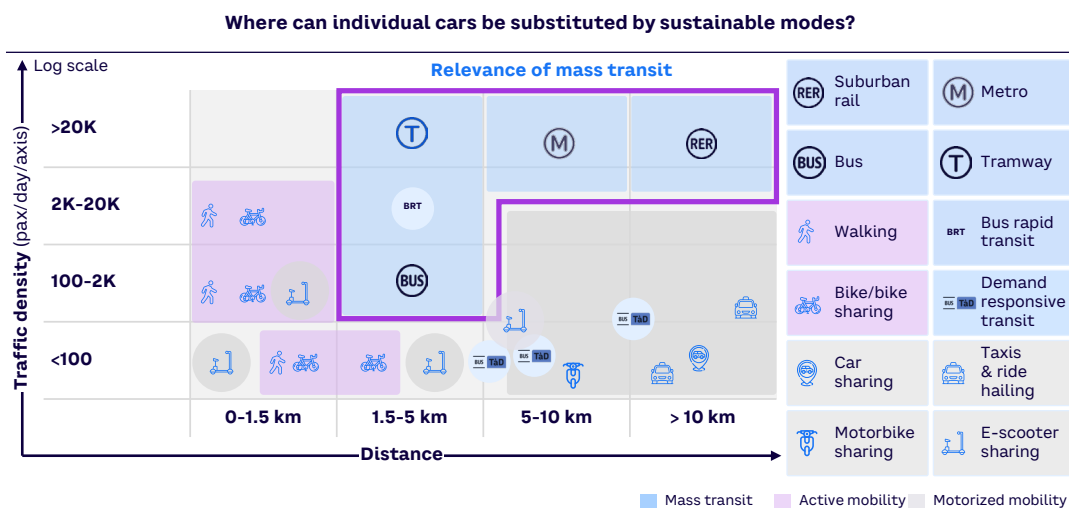 Where can individual cars be substituted by sustainable modes?
Log scale
Relevance of mass transit
Traffic density (pax/day/axis)
>20K
T
M
RER
2K-20K
BRT
100-2K
BUS
BUS TàD
<100
BUS TàD
BUS TàD
0-1.5 km
1.5-5 km
5-10 km
> 10 km
Distance
RER
Suburban
rail
M
Metro
BUS
Bus
T
Tramway
Walking
BRT
Bus rapid
transit
Bike/bike
sharing
BUS TàD
Demand
responsive
transit
Car
sharing
Taxis
& ride
hailing
Motorbike
sharing
E-scooter
sharing
Mass transit
Active mobility
Motorized mobility